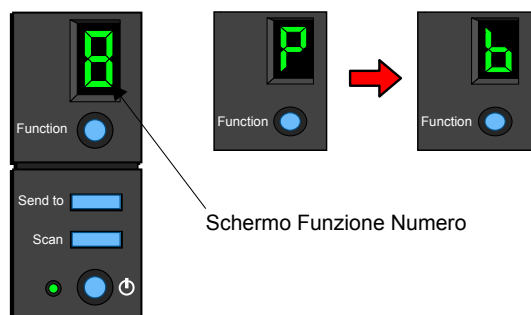 8
Function
Send to
Scan
P
Function
b
Function
Schermo Funzione Numero